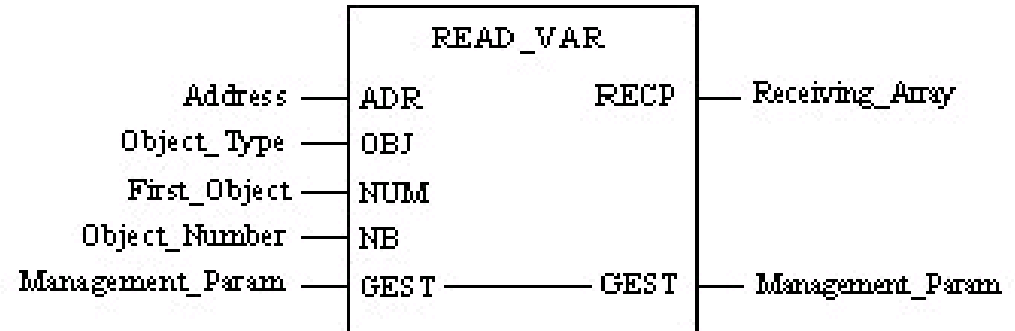 READ_VAR
Address ADR RECP Receiving_Array
Object_Type OBJ
First_Object NUM
Object_Number NB
Management_Param GEST GEST Management_Param